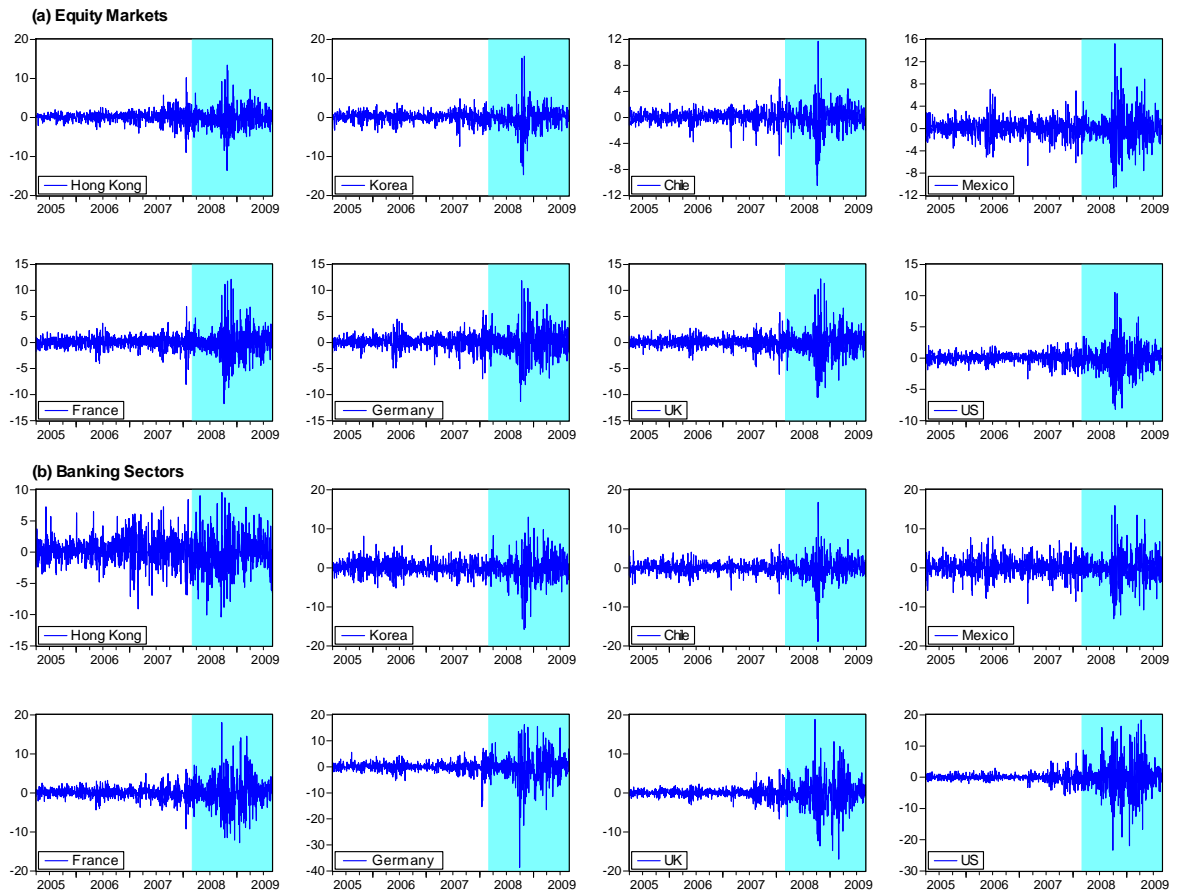 (a) Equity Markets
20 10 0 -10 -20 Hong Kong 2005 2006 2007 2008 2009
20 10 0 -10 -20 Korea 2005 2006 2007 2008 2009
12 8 4 0 -4 -8 -12 Chile 2005 2006 2007 2008 2009
16 12 8 4 0 -4 -8 -12 Mexico 2005 2006 2007 2008 2009
15 10 5 0 -5 -10 -15 France 2005 2006 2007 2008 2009
15 10 5 0 -5 -10 -15 Germany 2005 2006 2007 2008 2009
15 10 5 0 -5 -10 -15 UK 2005 2006 2007 2008 2009
15 10 5 0 -5 -10 US 2005 2006 2007 2008 2009
(b) Banking Sectors
10 5 0 -5 -10 -15 Hong Kong 2005 2006 2007 2008 2009
20 10 0 -10 -20 Korea 2005 2006 2007 2008 2009
20 10 0 -10 -20 Chile 2005 2006 2007 2008 2009
20 10 0 -10 -20 Mexico 2005 2006 2007 2008 2009
20 10 0 -10 -20 France 2005 2006 2007 2008 2009
20 10 0 -10 -20 -30 -40 Germany 2005 2006 2007 2008 2009
20 10 0 -10 -20 UK 2005 2006 2007 2008 2009
20 10 0 -10 -20 -30 US 2005 2006 2007 2008 2009